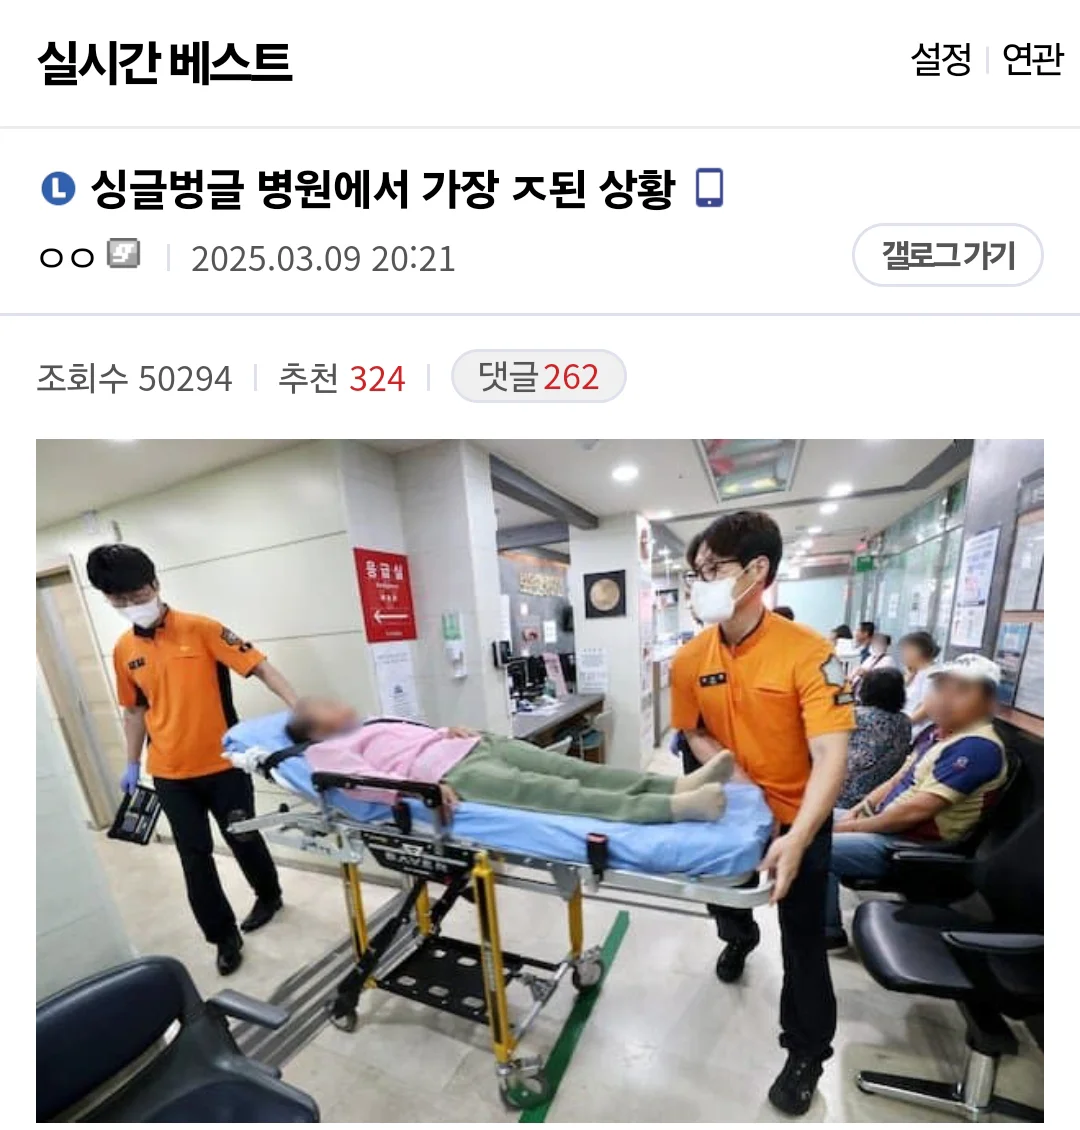 실시간 베스트
설정 연관
L 싱글벙글 병원에서 가장 ㅈ된 상황
ㅇㅇ 2025.03.09 20:21
갤로그 가기
조회수 50294 추천 324 댓글 262
응급실